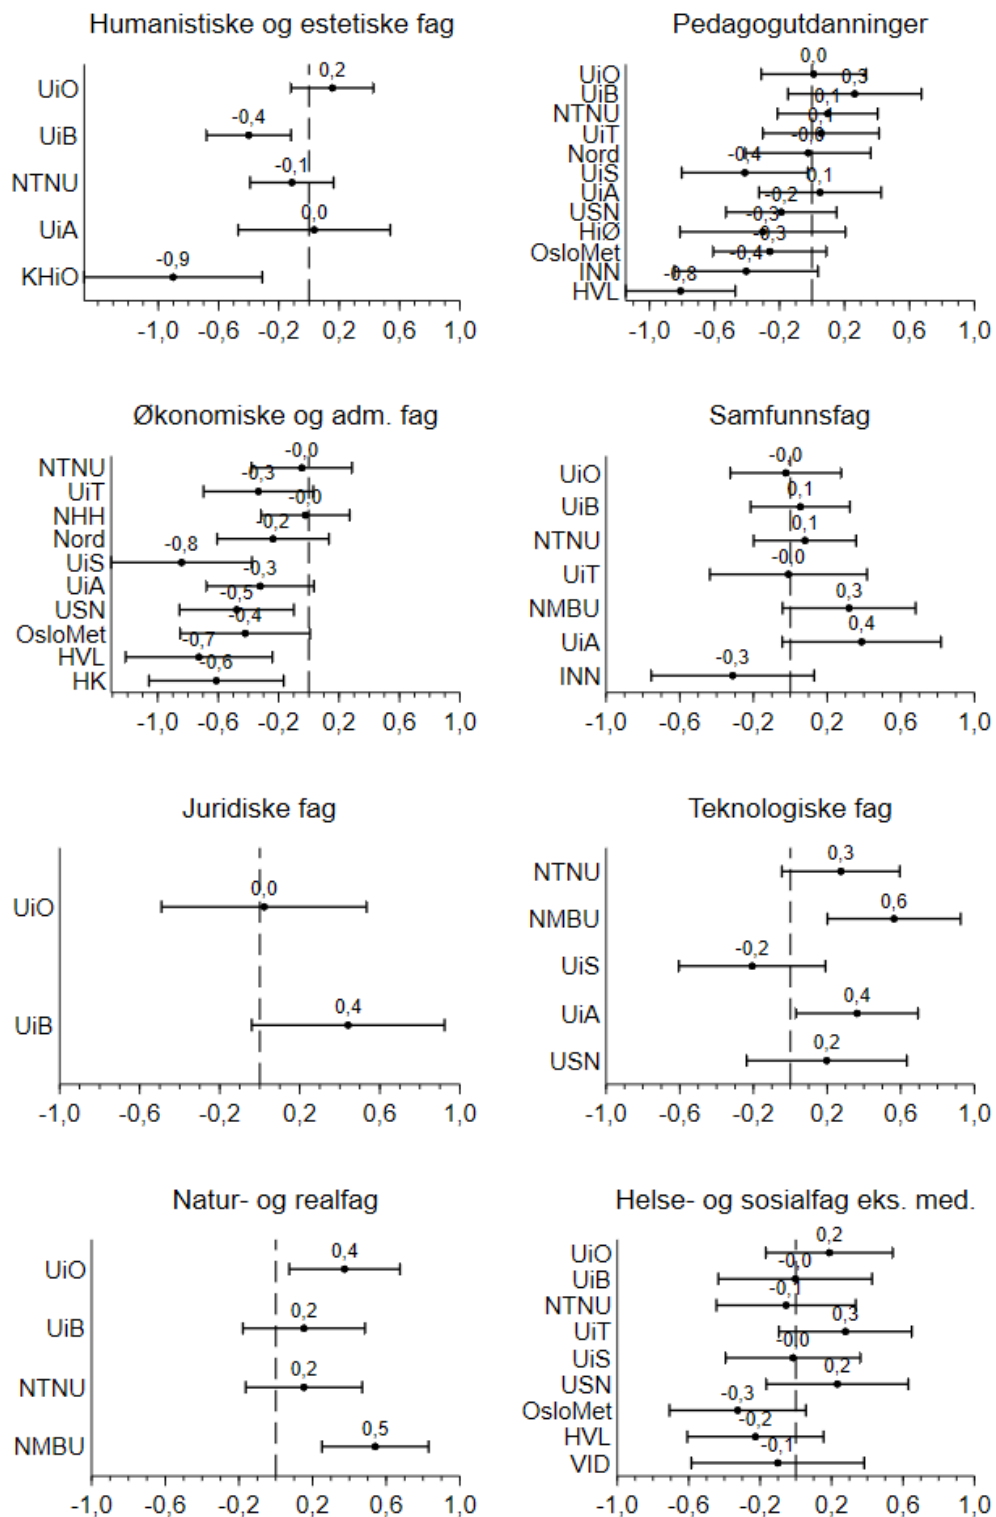 Humanistiske og estetiske fag
UiO 0,2
UiB -0,4
NTNU -0,1
UiA 0,0
KHiO -0,9
-1,0 -0,6 -0,2 0,2 0,6 1,0
Pedagogutdanninger
UiO 0,0
UiB 0,3
NTNU 0,1
UiT 0,1
Nord -0,0
UiS -0,4
UiA 0,1
USN -0,2
HiØ -0,3
OsloMet -0,3
INN -0,4
HVL -0,8
-1,0 -0,6 -0,2 0,2 0,6 1,0
Økonomiske og adm. fag
NTNU -0,0
UiT -0,3
NHH -0,0
Nord -0,2
UiS -0,8
UiA -0,3
USN -0,5
OsloMet -0,4
HVL -0,7
HK -0,6
-1,0 -0,6 -0,2 0,2 0,6 1,0
Samfunnsfag
UiO -0,0
UiB 0,1
NTNU 0,1
UiT -0,0
NMBU 0,3
UiA 0,4
INN -0,3
-1,0 -0,6 -0,2 0,2 0,6 1,0
Juridiske fag
UiO 0,0
UiB 0,4
-1,0 -0,6 -0,2 0,2 0,6 1,0
Teknologiske fag
NTNU 0,3
NMBU 0,6
UiS -0,2
UiA 0,4
USN 0,2
-1,0 -0,6 -0,2 0,2 0,6 1,0
Natur- og realfag
UiO 0,4
UiB 0,2
NTNU 0,2
NMBU 0,5
-1,0 -0,6 -0,2 0,2 0,6 1,0
Helse- og sosialfag eks. med.
UiO 0,2
UiB -0,0
NTNU -0,1
UiT 0,3
UiS -0,0
USN 0,2
OsloMet -0,3
HVL -0,2
VID -0,1
-1,0 -0,6 -0,2 0,2 0,6 1,0